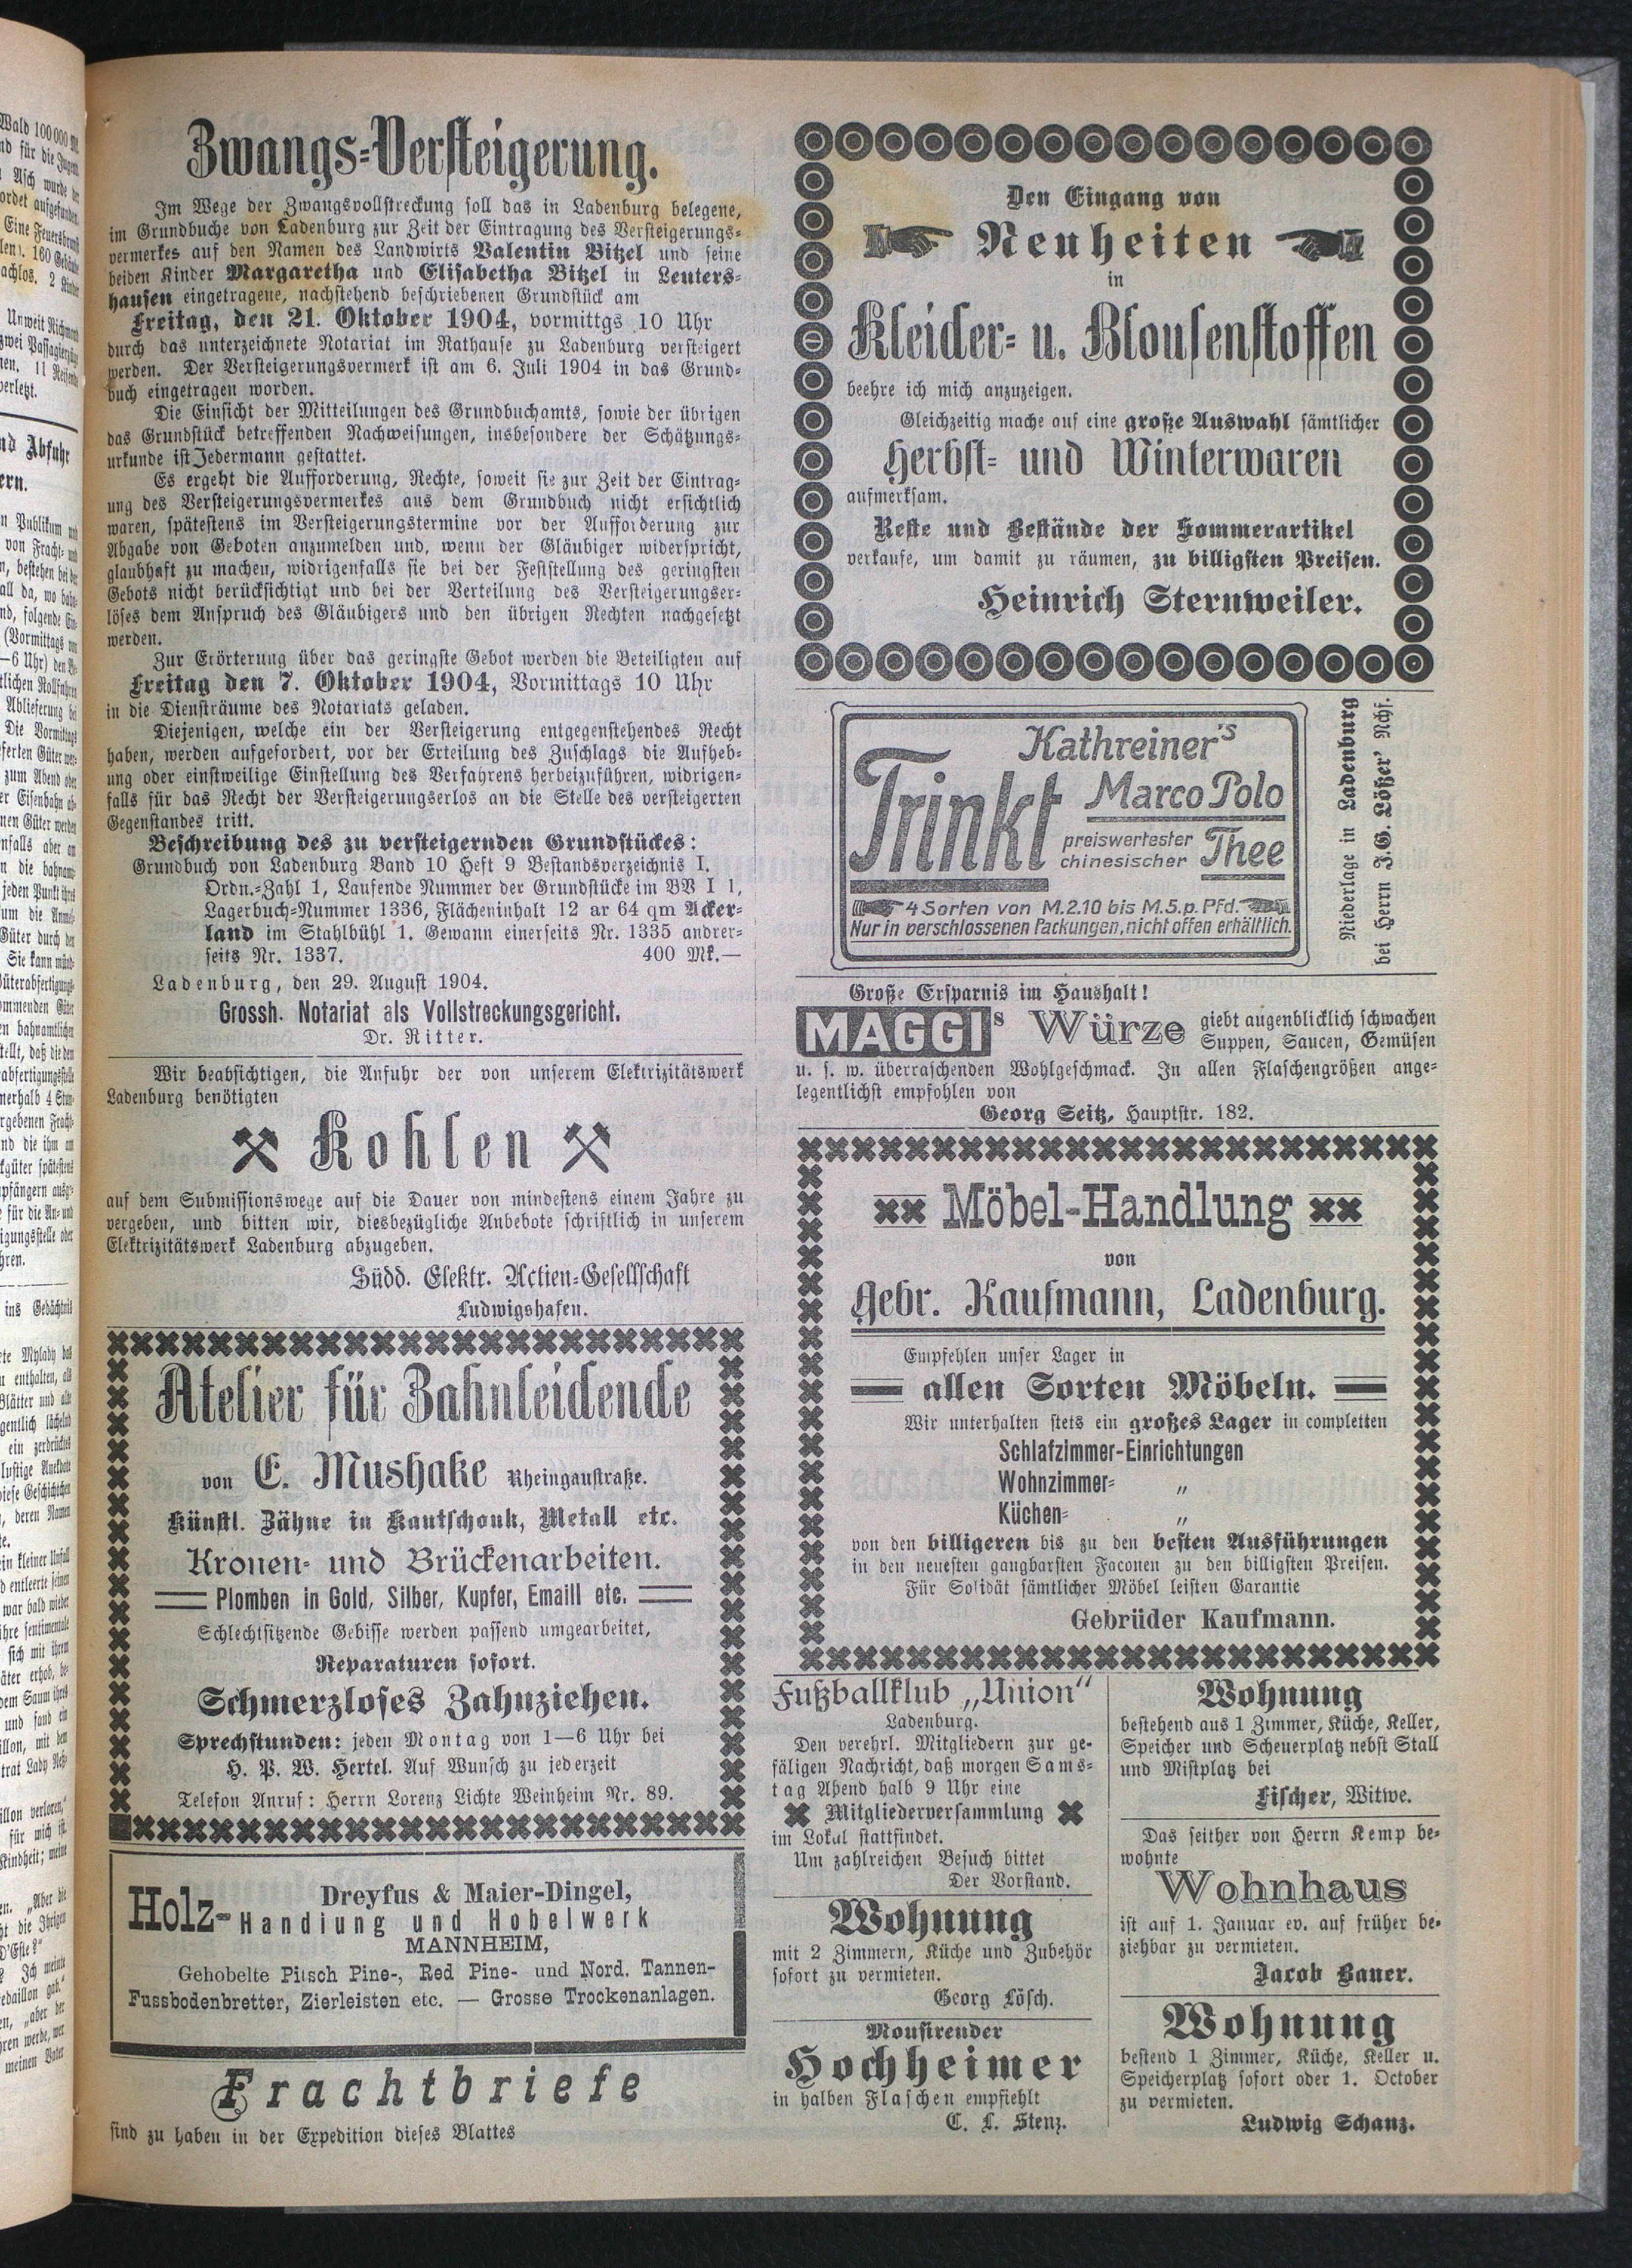 Zwangs-Versteigerung.
Im Wege der Zwangsvollstreckung soll das in Ladenburg belegene,
im Grundbuche von Ladenburg zur Zeit der Eintragung des Versteigerungs-
vermerkes auf den Namen des Landwirts Valentin Bitzel und seine
beiden Kinder Margaretha und Elisabetha Bitzel in Leuters-
hausen eingetragene, nachstehend beschriebenen Grundstück am
Freitag, den 21. Oktober 1904, vormittgs 10 Uhr
durch das unterzeichnete Notariat im Rathause zu Ladenburg versteigert
werden. Der Versteigerungsvermerk ist am 6. Juli 1904 in das Grund-
buch eingetragen worden.
Die Einsicht der Mitteilungen des Grundbuchamts, sowie der übrigen
das Grundstück betreffenden Nachweisungen, insbesondere der Schätzungs-
urkunde ist Jedermann gestattet.
Es ergeht die Aufforderung, Rechte, soweit sie zur Zeit der Eintrag-
ung des Versteigerungsvermerkes aus dem Grundbuch nicht ersichtlich
waren, spätestens im Versteigerungstermine vor der Aufforderung zur
Abgabe von Geboten anzumelden und, wenn der Gläubiger widerspricht,
glaubhaft zu machen, widrigenfalls sie bei der Feststellung des geringsten
Gebots nicht berücksichtigt und bei der Verteilung des Versteigerungser-
löses dem Anspruch des Gläubigers und den übrigen Rechten nachgesetzt
werden.
Zur Erörterung über das geringste Gebot werden die Beteiligten auf
Freitag den 7. Oktober 1904, Vormittags 10 Uhr
in die Diensträume des Notariats geladen.
Diejenigen, welche ein der Versteigerung entgegenstehendes Recht
haben, werden aufgefordert, vor der Erteilung des Zuschlags die Aufheb-
ung oder einstweilige Einstellung des Verfahrens herbeizuführen, widrigen-
falls für das Recht der Versteigerungserlos an die Stelle des versteigerten
Gegenstandes tritt.
Beschreibung des zu versteigernden Grundstückes:
Grundbuch von Ladenburg Band 10 Heft 9 Bestandsverzeichnis I.
Ordn.-Zahl 1, Laufende Nummer der Grundstücke im BV I 1,
Lagerbuch-Nummer 1336, Flächeninhalt 12 ar 64 qm Acker-
land im Stahlbühl 1. Gewann einerseits Nr. 1335 andrer-
seits Nr. 1337. 400 Mk.—
Ladenburg, den 29. August 1904.
Grossh. Notariat als Vollstreckungsgericht.
Dr. Ritter.
Wir beabsichtigen, die Anfuhr der von unserem Elektrizitätswerk
Ladenburg benötigten
Kohlen
auf dem Submissionswege auf die Dauer von mindestens einem Jahre zu
vergeben, und bitten wir, diesbezügliche Anbebote schriftlich in unserem
Elektrizitätswerk Ladenburg abzugeben.
Südd. Elektr. Actien-Gesellschaft
Ludwigshafen.
Atelier für Zahnleidende
von E. Mushake Rheingaustraße.
Künstl. Zähne in Kautschouk, Metall etc.
Kronen- und Brückenarbeiten.
Plomben in Gold, Silber, Kupfer, Emaill etc.
Schlechtsitzende Gebisse werden passend umgearbeitet,
Reparaturen sofort.
Schmerzloses Zahnziehen.
Sprechstunden: jeden Montag von 1—6 Uhr bei
H. P. W. Hertel. Auf Wunsch zu jederzeit
Telefon Anruf: Herrn Lorenz Lichte Weinheim Nr. 89.
Dreyfus & Maier-Dingel,
Holz-Handlung und Hobelwerk
MANNHEIM,
Gehobelte Pitsch Pine-, Red Pine- und Nord. Tannen-
Fussbodenbretter, Zierleisten etc. — Grosse Trockenanlagen.
Frachtbriefe
sind zu haben in der Expedition dieses Blattes
Den Eingang von
Neuheiten
in
Kleider- u. Blousenstoffen
beehre ich mich anzuzeigen.
Gleichzeitig mache auf eine große Auswahl sämtlicher
Herbst- und Winterwaren
aufmerksam.
Reste und Bestände der Sommerartikel
verkaufe, um damit zu räumen, zu billigsten Preisen.
Heinrich Sternweiler.
Kathreiner's
Trinkt Marco Polo
preiswertester
chinesischer Thee
4 Sorten von M.2.10 bis M.5.p.Pfd.
Nur in verschlossenen Packungen, nicht offen erhältlich.
Niederlage in Ladenburg
bei Herrn J.G. Lößer' Nchf.
Große Ersparnis im Haushalt!
MAGGIs Würze giebt augenblicklich schwachen
Suppen, Saucen, Gemüsen
u. s. w. überraschenden Wohlgeschmack. In allen Flaschengrößen ange-
legentlichst empfohlen von
Georg Seitz, Hauptstr. 182.
Möbel-Handlung
von
Gebr. Kaufmann, Ladenburg.
Empfehlen unser Lager in
allen Sorten Möbeln.
Wir unterhalten stets ein großes Lager in completten
Schlafzimmer-Einrichtungen
Wohnzimmer- „
Küchen- „
von den billigeren bis zu den besten Ausführungen
in den neuesten gangbarsten Faconen zu den billigsten Preisen.
Für Solidät sämtlicher Möbel leisten Garantie
Gebrüder Kaufmann.
Fußballklub „Union“
Ladenburg.
Den verehrl. Mitgliedern zur ge-
fäligen Nachricht, daß morgen Sams-
tag Abend halb 9 Uhr eine
Mitgliederversammlung
im Lokal stattfindet.
Um zahlreichen Besuch bittet
Der Vorstand.
Wohnung
mit 2 Zimmern, Küche und Zubehör
sofort zu vermieten.
Georg Lösch.
Mousirender
Hochheimer
in halben Flaschen empfiehlt
C. L. Stenz.
Wohnung
bestehend aus 1 Zimmer, Küche, Keller,
Speicher und Scheuerplatz nebst Stall
und Mistplatz bei
Fischer, Witwe.
Das seither von Herrn Kemp be-
wohnte
Wohnhaus
ist auf 1. Januar ev. auf früher be-
ziehbar zu vermieten.
Jacob Bauer.
Wohnung
bestend 1 Zimmer, Küche, Keller u.
Speicherplatz sofort oder 1. October
zu vermieten.
Ludwig Schanz.